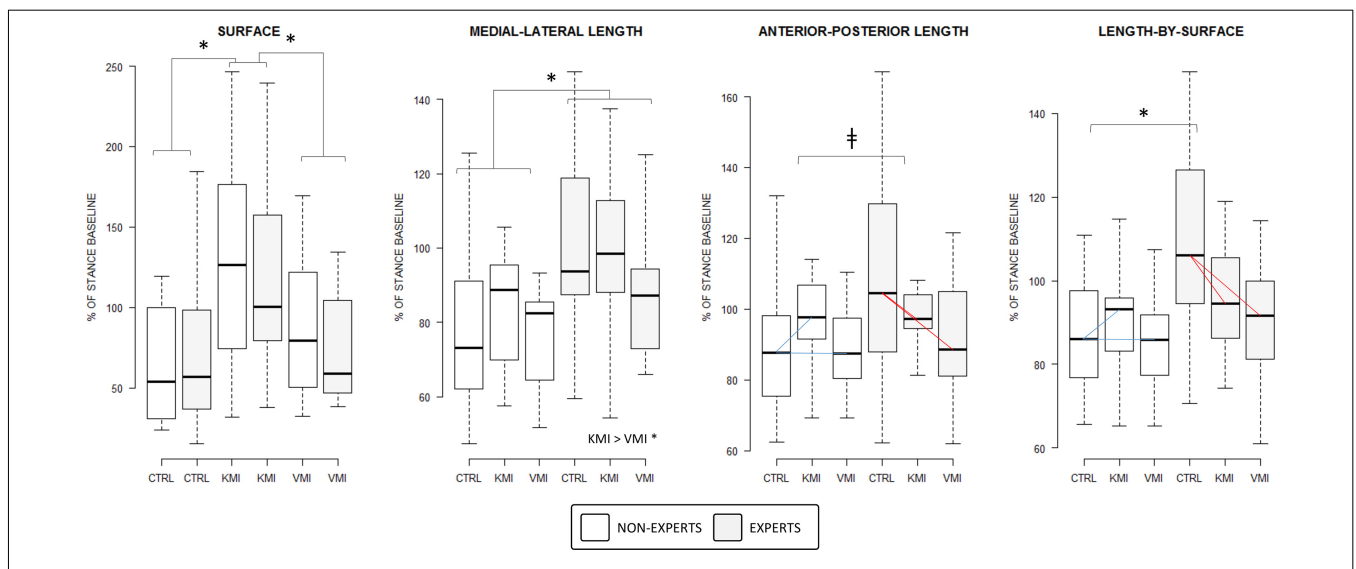 SURFACE
*
*
% OF STANCE BASELINE
250
200
150
100
50
CTRL CTRL KMI KMI VMI VMI
MEDIAL-LATERAL LENGTH
*
% OF STANCE BASELINE
140
120
100
80
60
KMI > VMI *
CTRL KMI VMI CTRL KMI VMI
ANTERIOR-POSTERIOR LENGTH
ǂ
% OF STANCE BASELINE
160
140
120
100
80
60
CTRL KMI VMI CTRL KMI VMI
LENGTH-BY-SURFACE
*
% OF STANCE BASELINE
140
120
100
80
60
CTRL KMI VMI CTRL KMI VMI
NON-EXPERTS EXPERTS